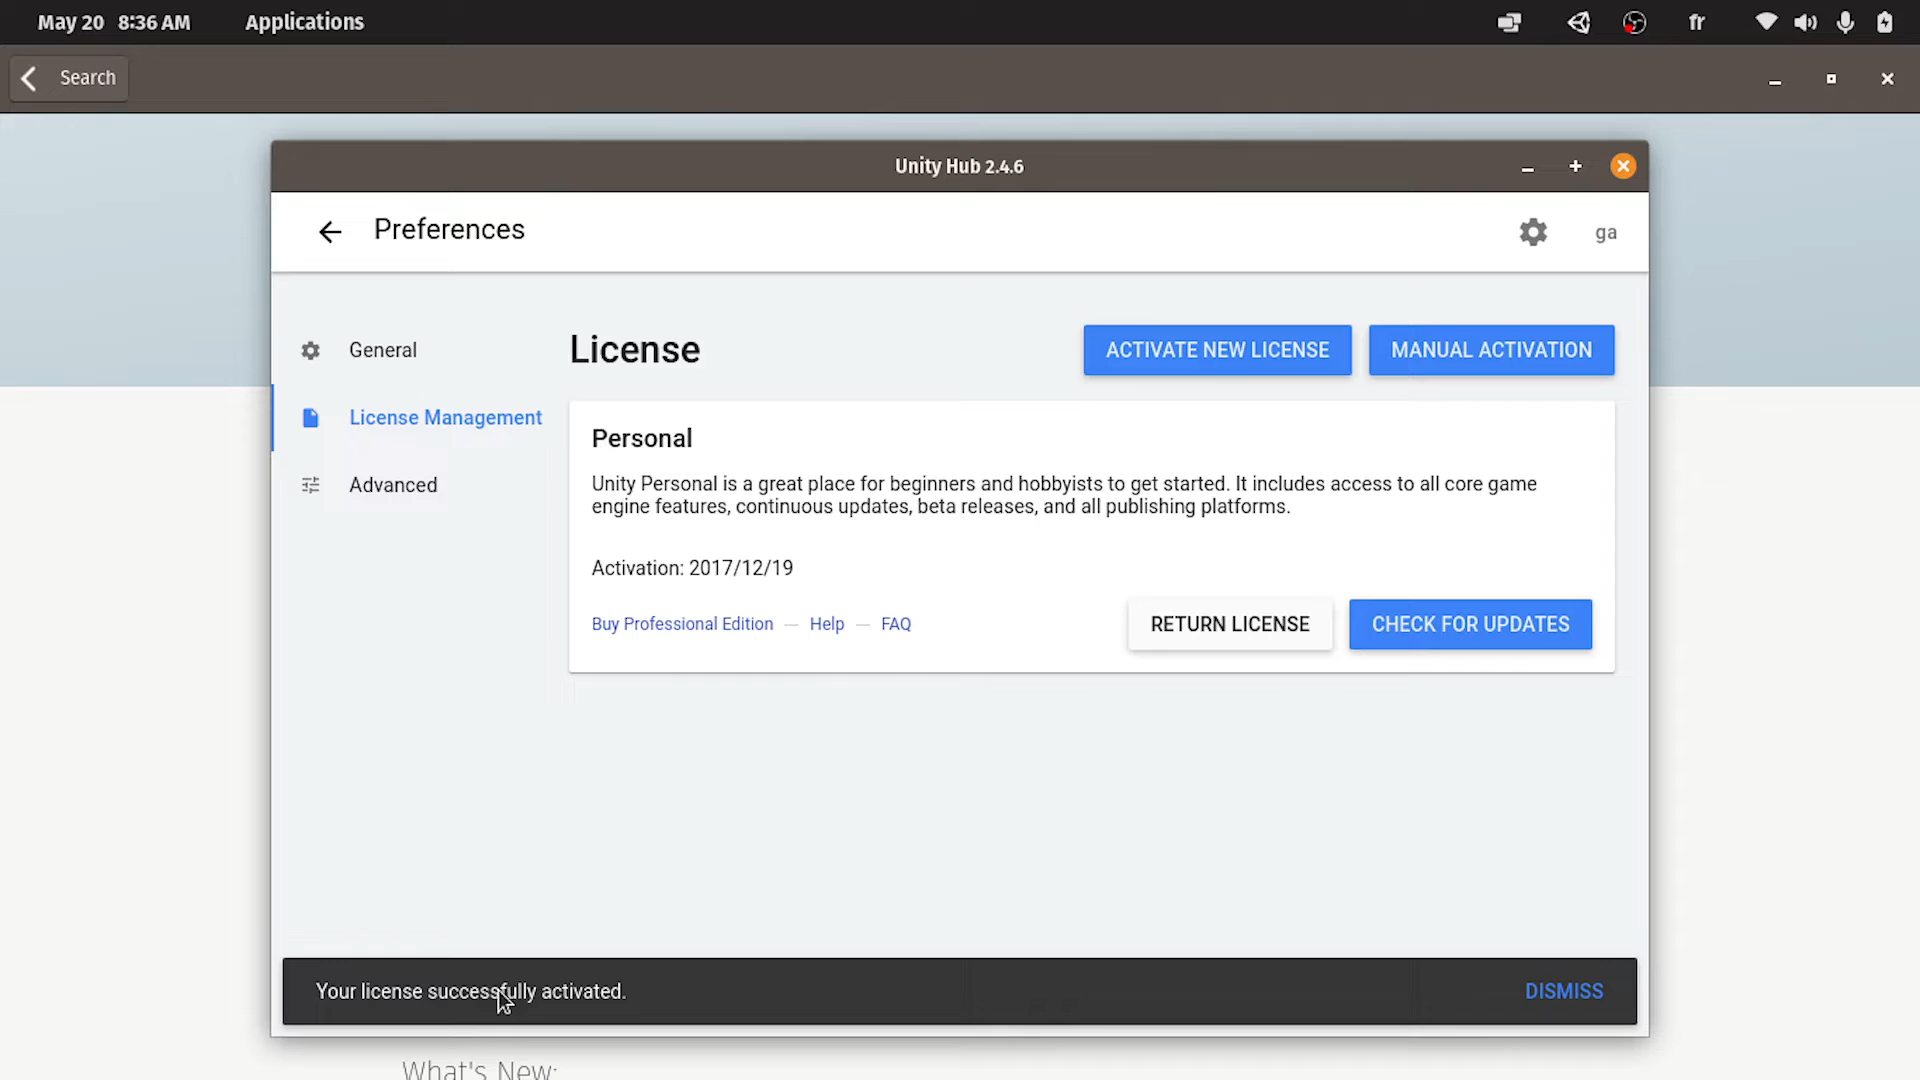 May 20 8:36 AM Applications fr
Search
Unity Hub 2.4.6
Preferences ga
General
License Management
Advanced
License ACTIVATE NEW LICENSE MANUAL ACTIVATION
Personal
Unity Personal is a great place for beginners and hobbyists to get started. It includes access to all core game
engine features, continuous updates, beta releases, and all publishing platforms.
Activation: 2017/12/19
Buy Professional Edition — Help — FAQ RETURN LICENSE CHECK FOR UPDATES
Your license successfully activated. DISMISS
What's New: